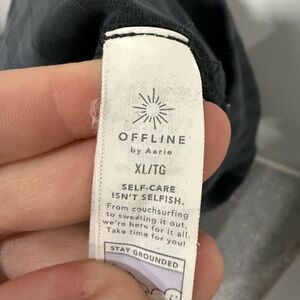 OFFLINE
by Aerie
XL/TG
SELF-CARE
ISN'T SELFISH.
From couchsurfing
to sweating it out,
we're here for it all.
Take time for you!
STAY GROUNDED